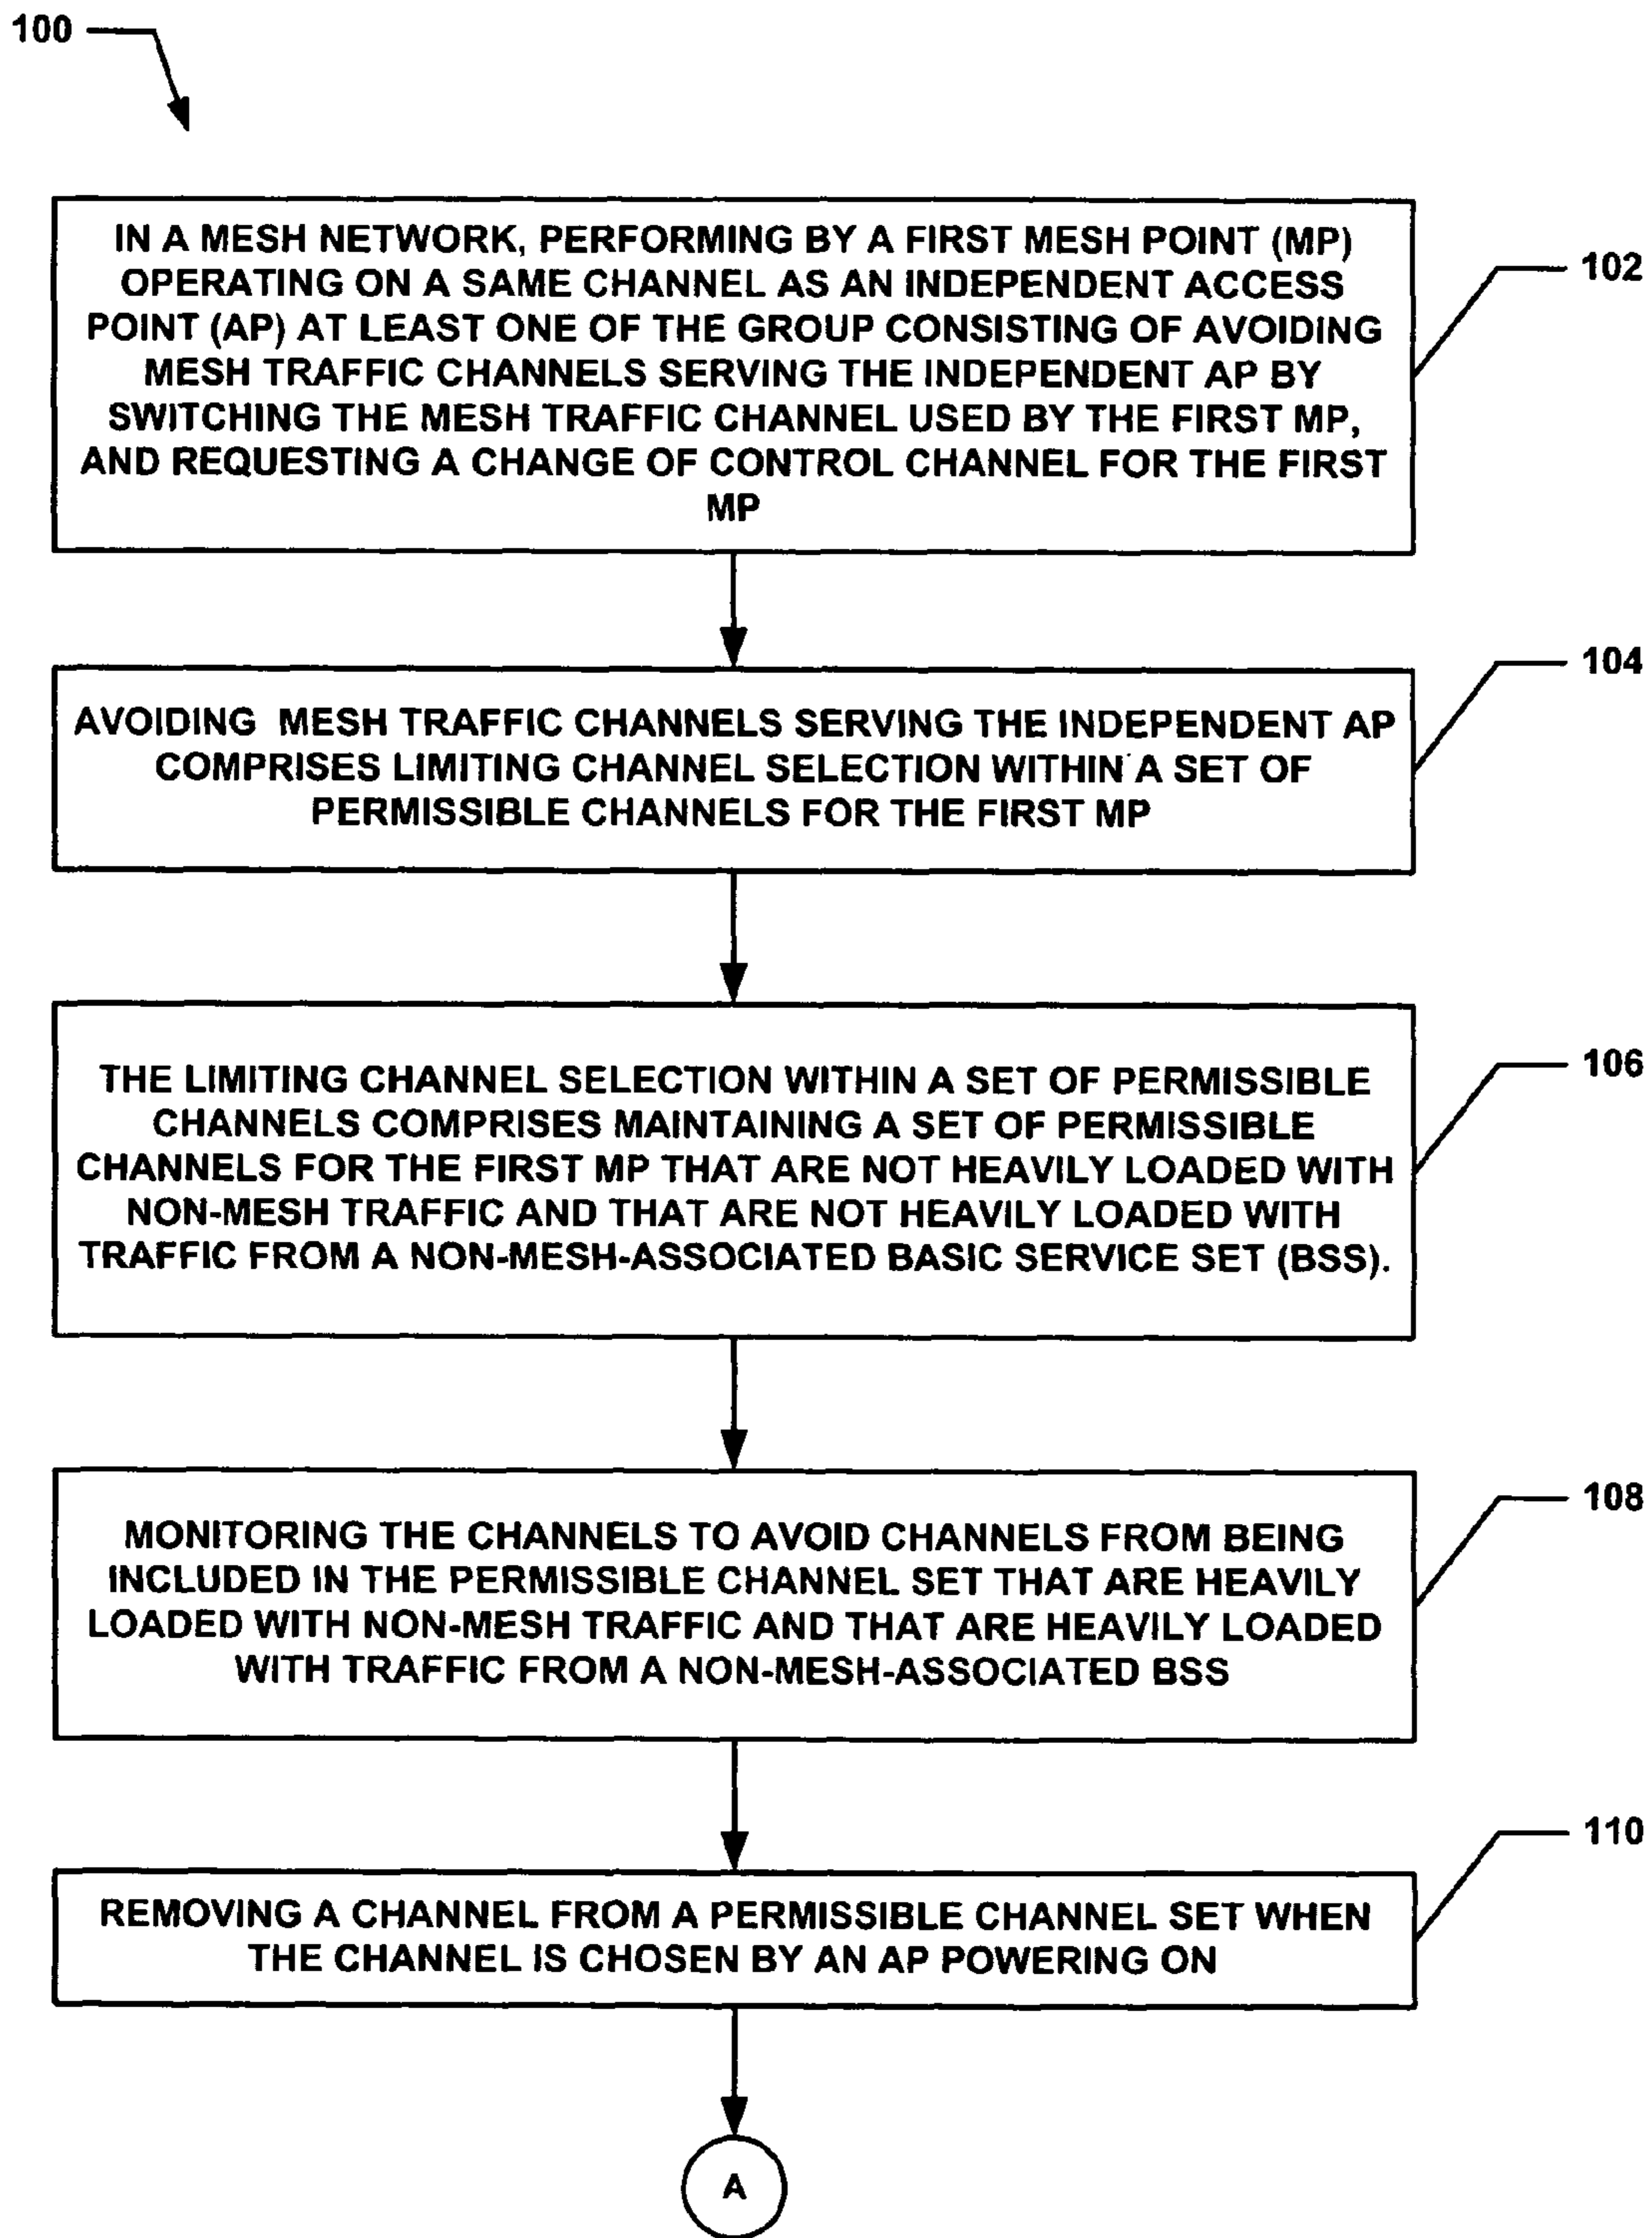 100
IN A MESH NETWORK, PERFORMING BY A FIRST MESH POINT (MP)
OPERATING ON A SAME CHANNEL AS AN INDEPENDENT ACCESS
POINT (AP) AT LEAST ONE OF THE GROUP CONSISTING OF AVOIDING
MESH TRAFFIC CHANNELS SERVING THE INDEPENDENT AP BY
SWITCHING THE MESH TRAFFIC CHANNEL USED BY THE FIRST MP,
AND REQUESTING A CHANGE OF CONTROL CHANNEL FOR THE FIRST
MP
102
AVOIDING MESH TRAFFIC CHANNELS SERVING THE INDEPENDENT AP
COMPRISES LIMITING CHANNEL SELECTION WITHIN A SET OF
PERMISSIBLE CHANNELS FOR THE FIRST MP
104
THE LIMITING CHANNEL SELECTION WITHIN A SET OF PERMISSIBLE
CHANNELS COMPRISES MAINTAINING A SET OF PERMISSIBLE
CHANNELS FOR THE FIRST MP THAT ARE NOT HEAVILY LOADED WITH
NON-MESH TRAFFIC AND THAT ARE NOT HEAVILY LOADED WITH
TRAFFIC FROM A NON-MESH-ASSOCIATED BASIC SERVICE SET (BSS).
106
MONITORING THE CHANNELS TO AVOID CHANNELS FROM BEING
INCLUDED IN THE PERMISSIBLE CHANNEL SET THAT ARE HEAVILY
LOADED WITH NON-MESH TRAFFIC AND THAT ARE HEAVILY LOADED
WITH TRAFFIC FROM A NON-MESH-ASSOCIATED BSS
108
REMOVING A CHANNEL FROM A PERMISSIBLE CHANNEL SET WHEN
THE CHANNEL IS CHOSEN BY AN AP POWERING ON
110
A